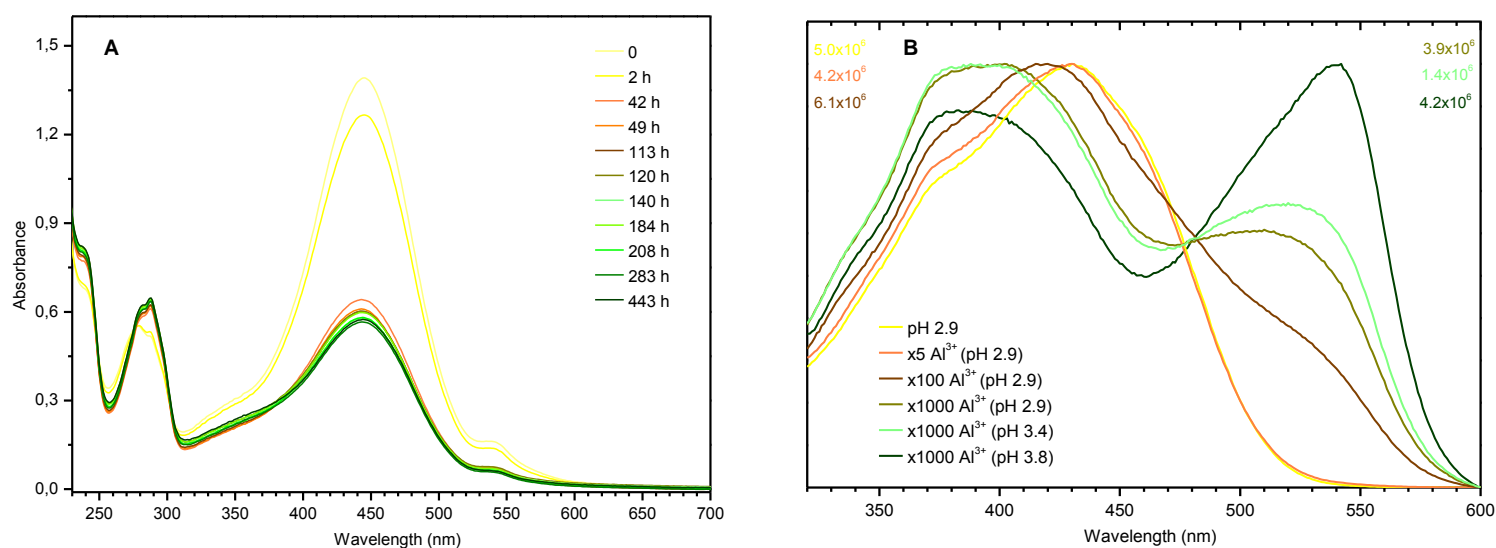 A
1,5
1,2
0,9
0,6
0,3
0,0
Absorbance
250 300 350 400 450 500 550 600 650 700
Wavelength (nm)
0
2 h
42 h
49 h
113 h
120 h
140 h
184 h
208 h
283 h
443 h
B
4.2x10⁶
6.1x10⁶
3.9x10⁶
1.4x10⁶
4.2x10⁶
pH 2.9
x5 Al³⁺ (pH 2.9)
x100 Al³⁺ (pH 2.9)
x1000 Al³⁺ (pH 2.9)
x1000 Al³⁺ (pH 3.4)
x1000 Al³⁺ (pH 3.8)
350 400 450 500 550 600
Wavelength (nm)